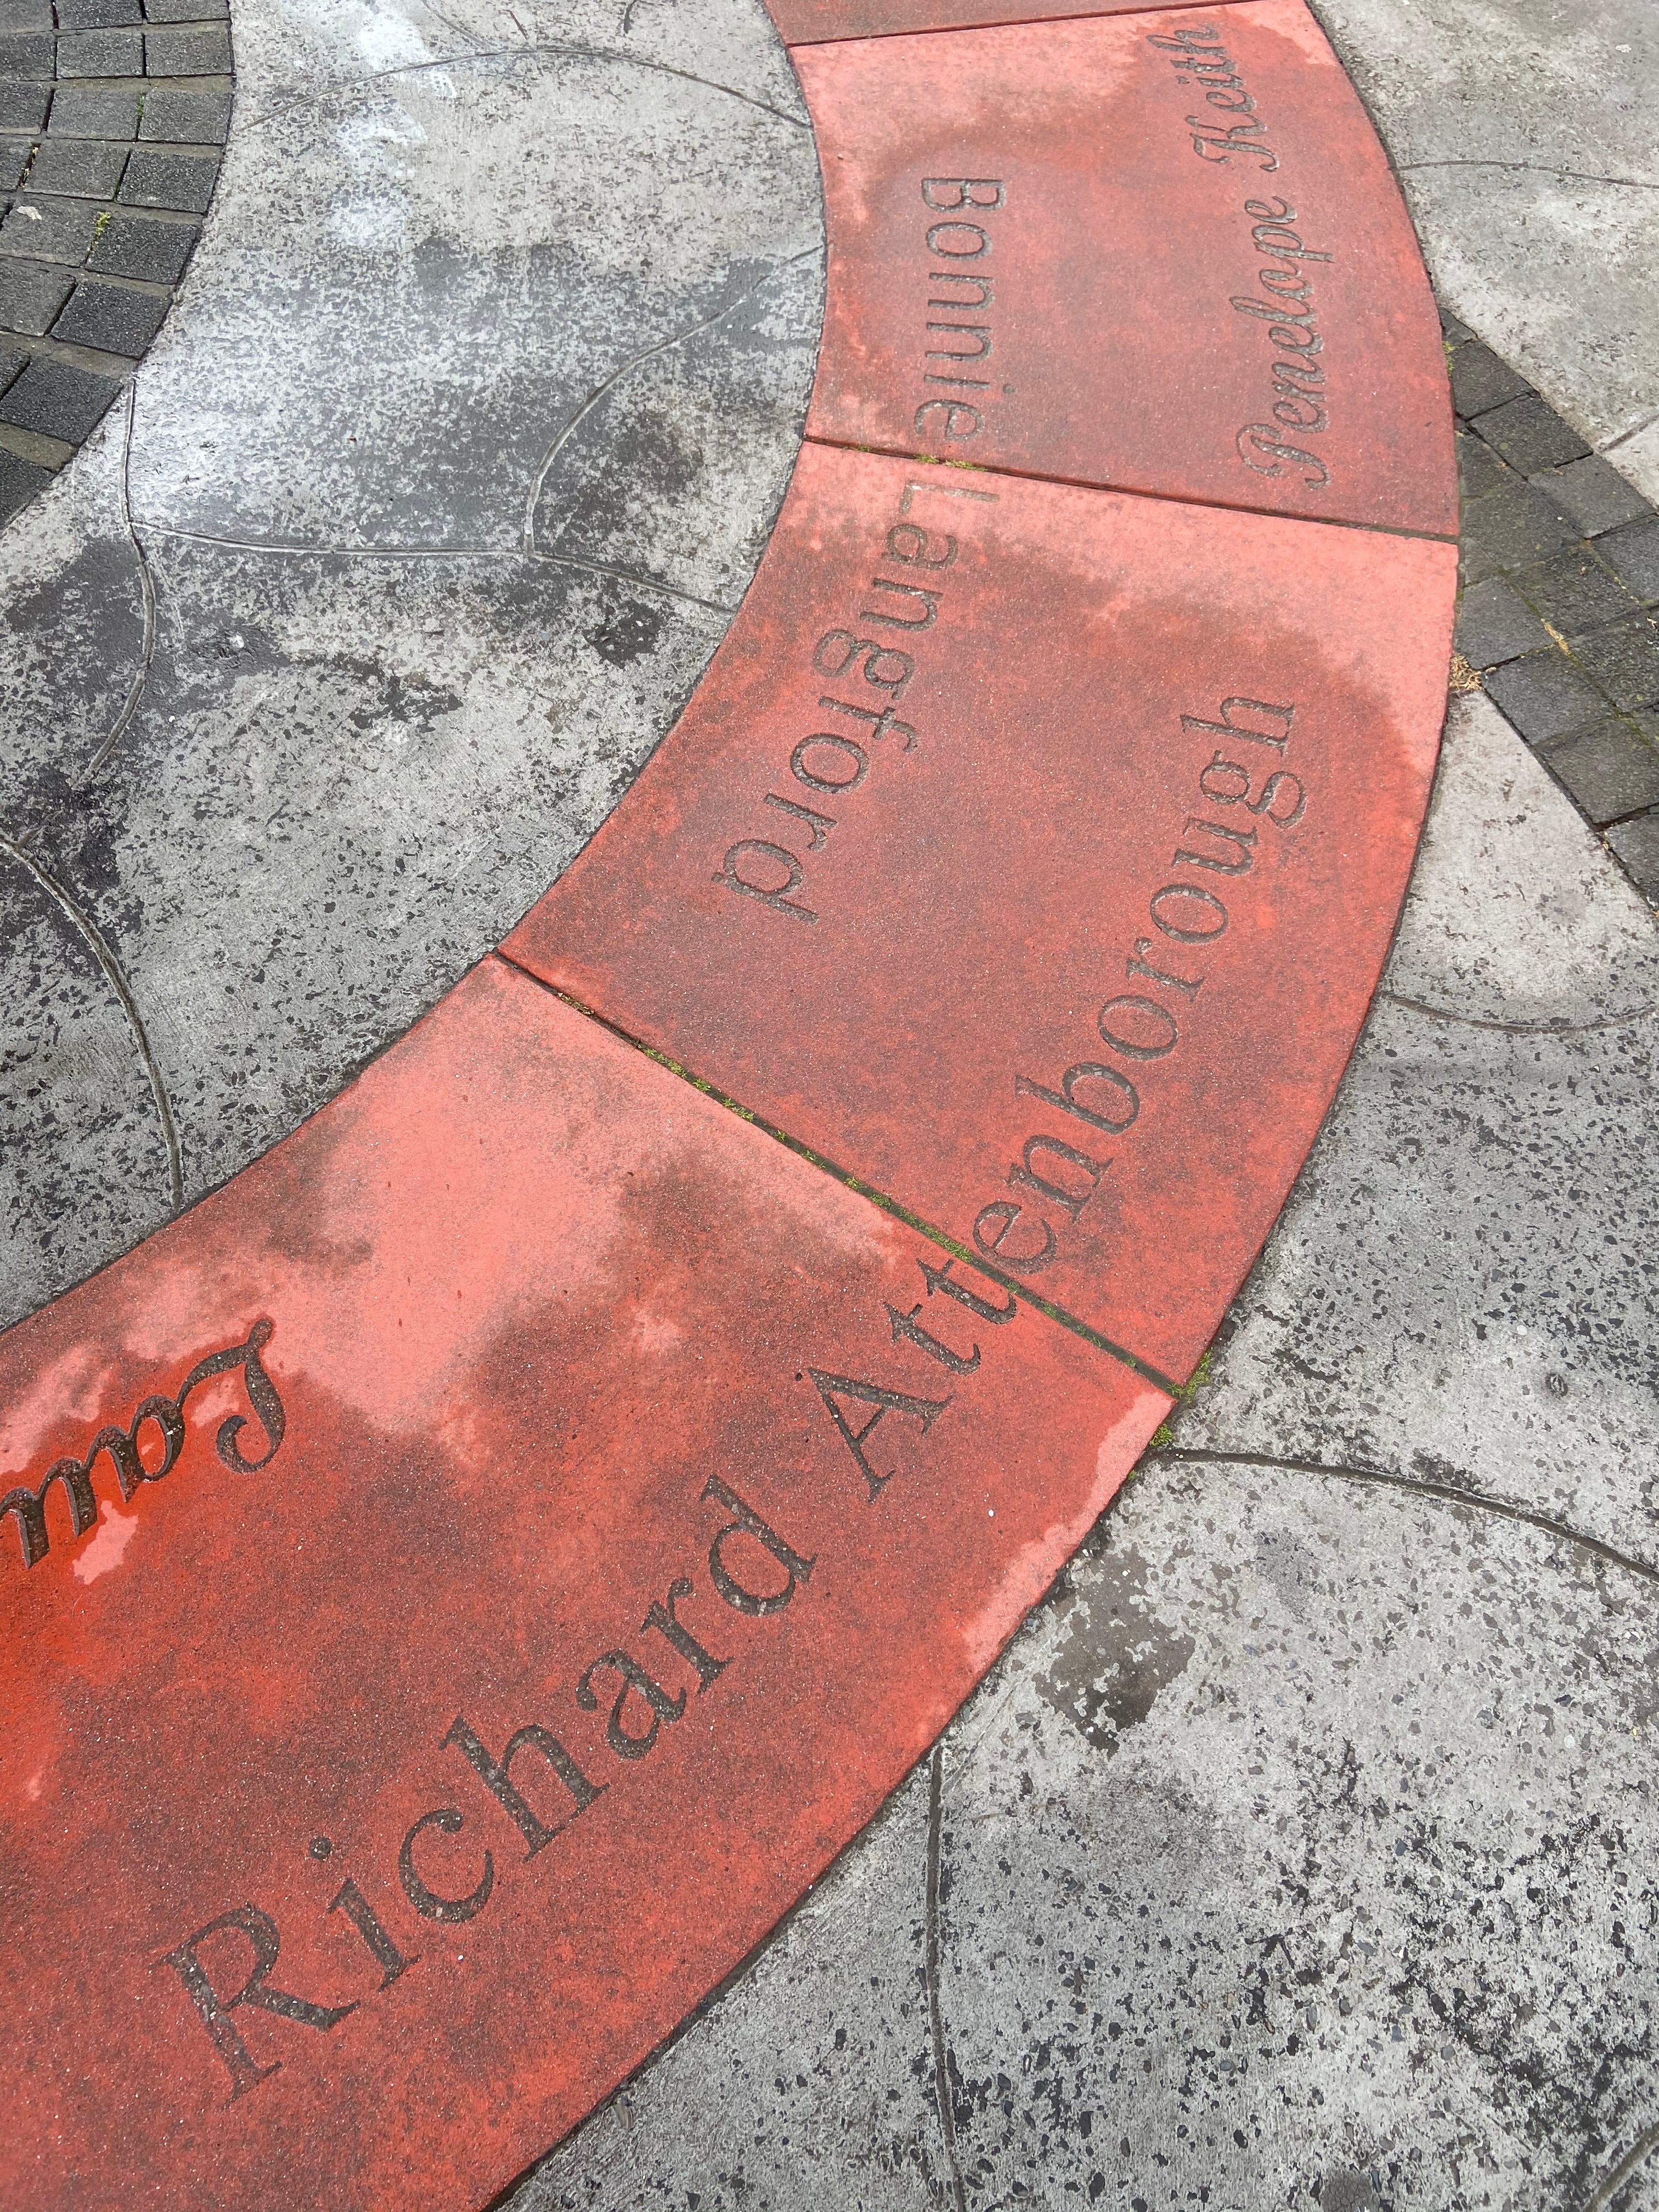 Penelope Keith
Bonnie Langford
Richard Attenborough